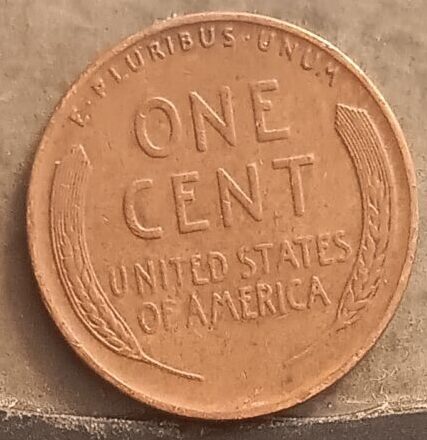 E · PLURIBUS · UNUM
ONE
CENT
UNITED STATES
OF AMERICA